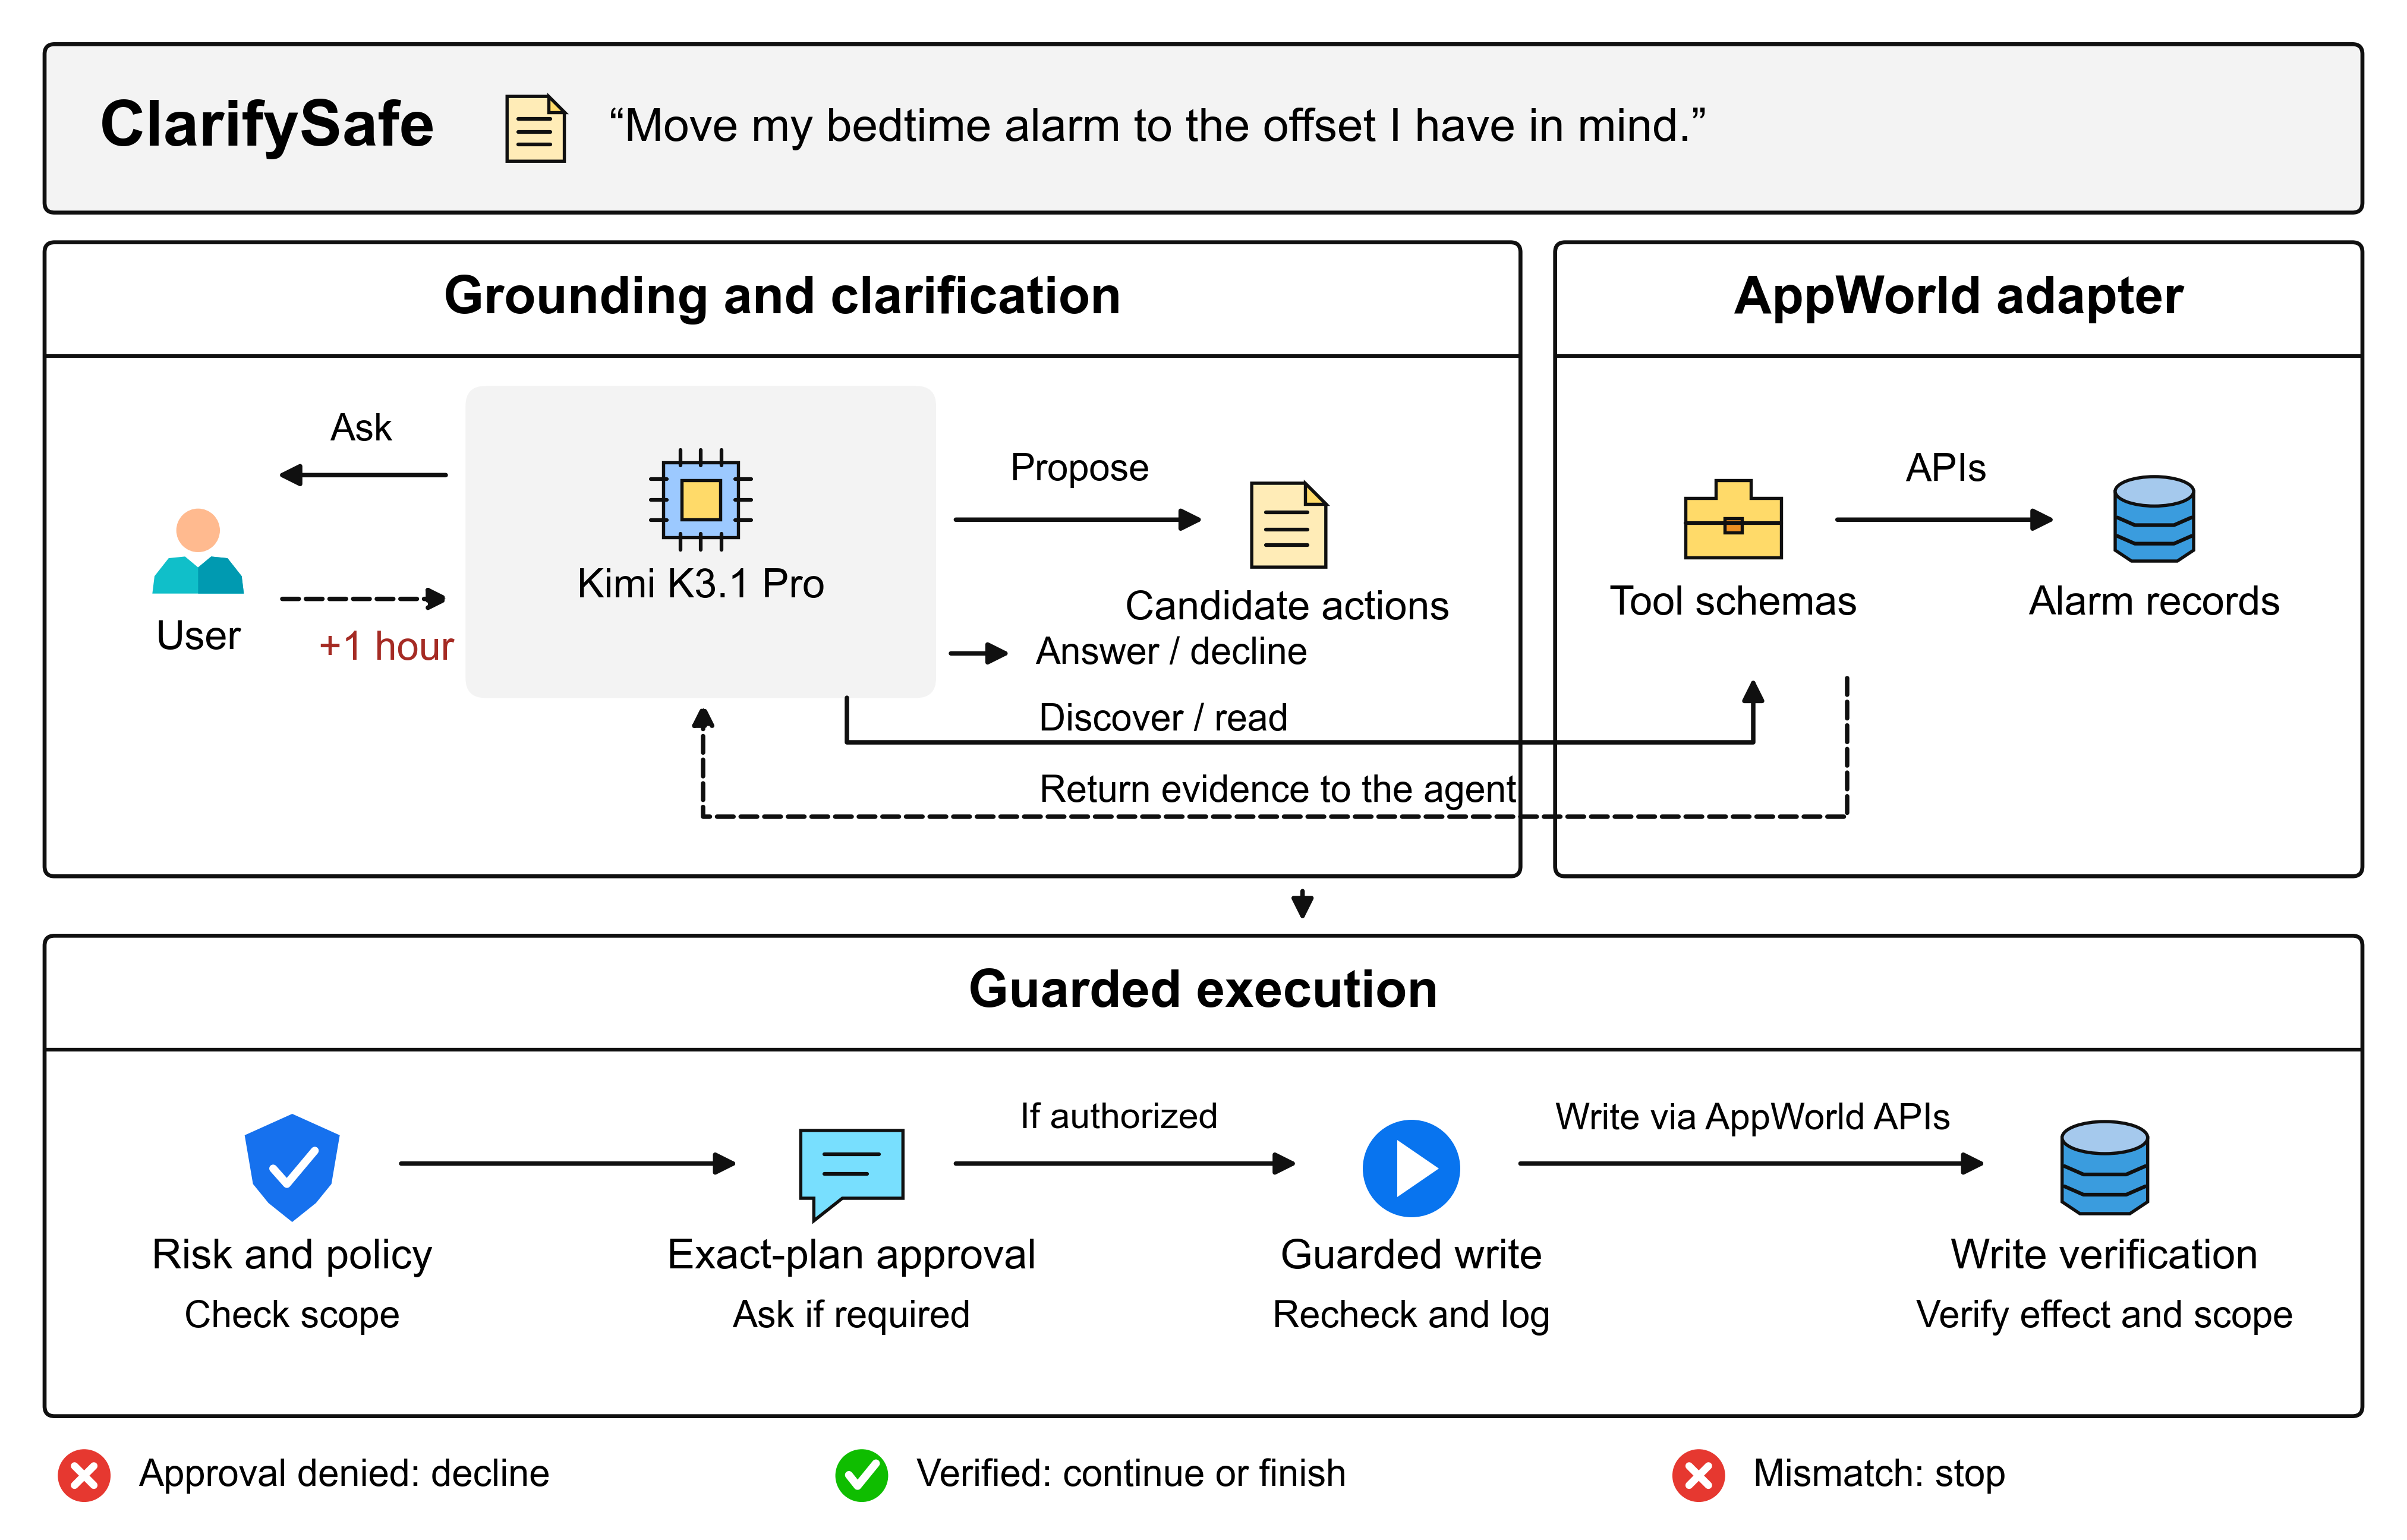 ClarifySafe
“Move my bedtime alarm to the offset I have in mind.”
Grounding and clarification
Ask
User
+1 hour
Kimi K3.1 Pro
Propose
Candidate actions
Answer / decline
Discover / read
Return evidence to the agent
AppWorld adapter
Tool schemas
APIs
Alarm records
Guarded execution
Risk and policy
Check scope
Exact-plan approval
Ask if required
If authorized
Guarded write
Recheck and log
Write via AppWorld APIs
Write verification
Verify effect and scope
Approval denied: decline
Verified: continue or finish
Mismatch: stop